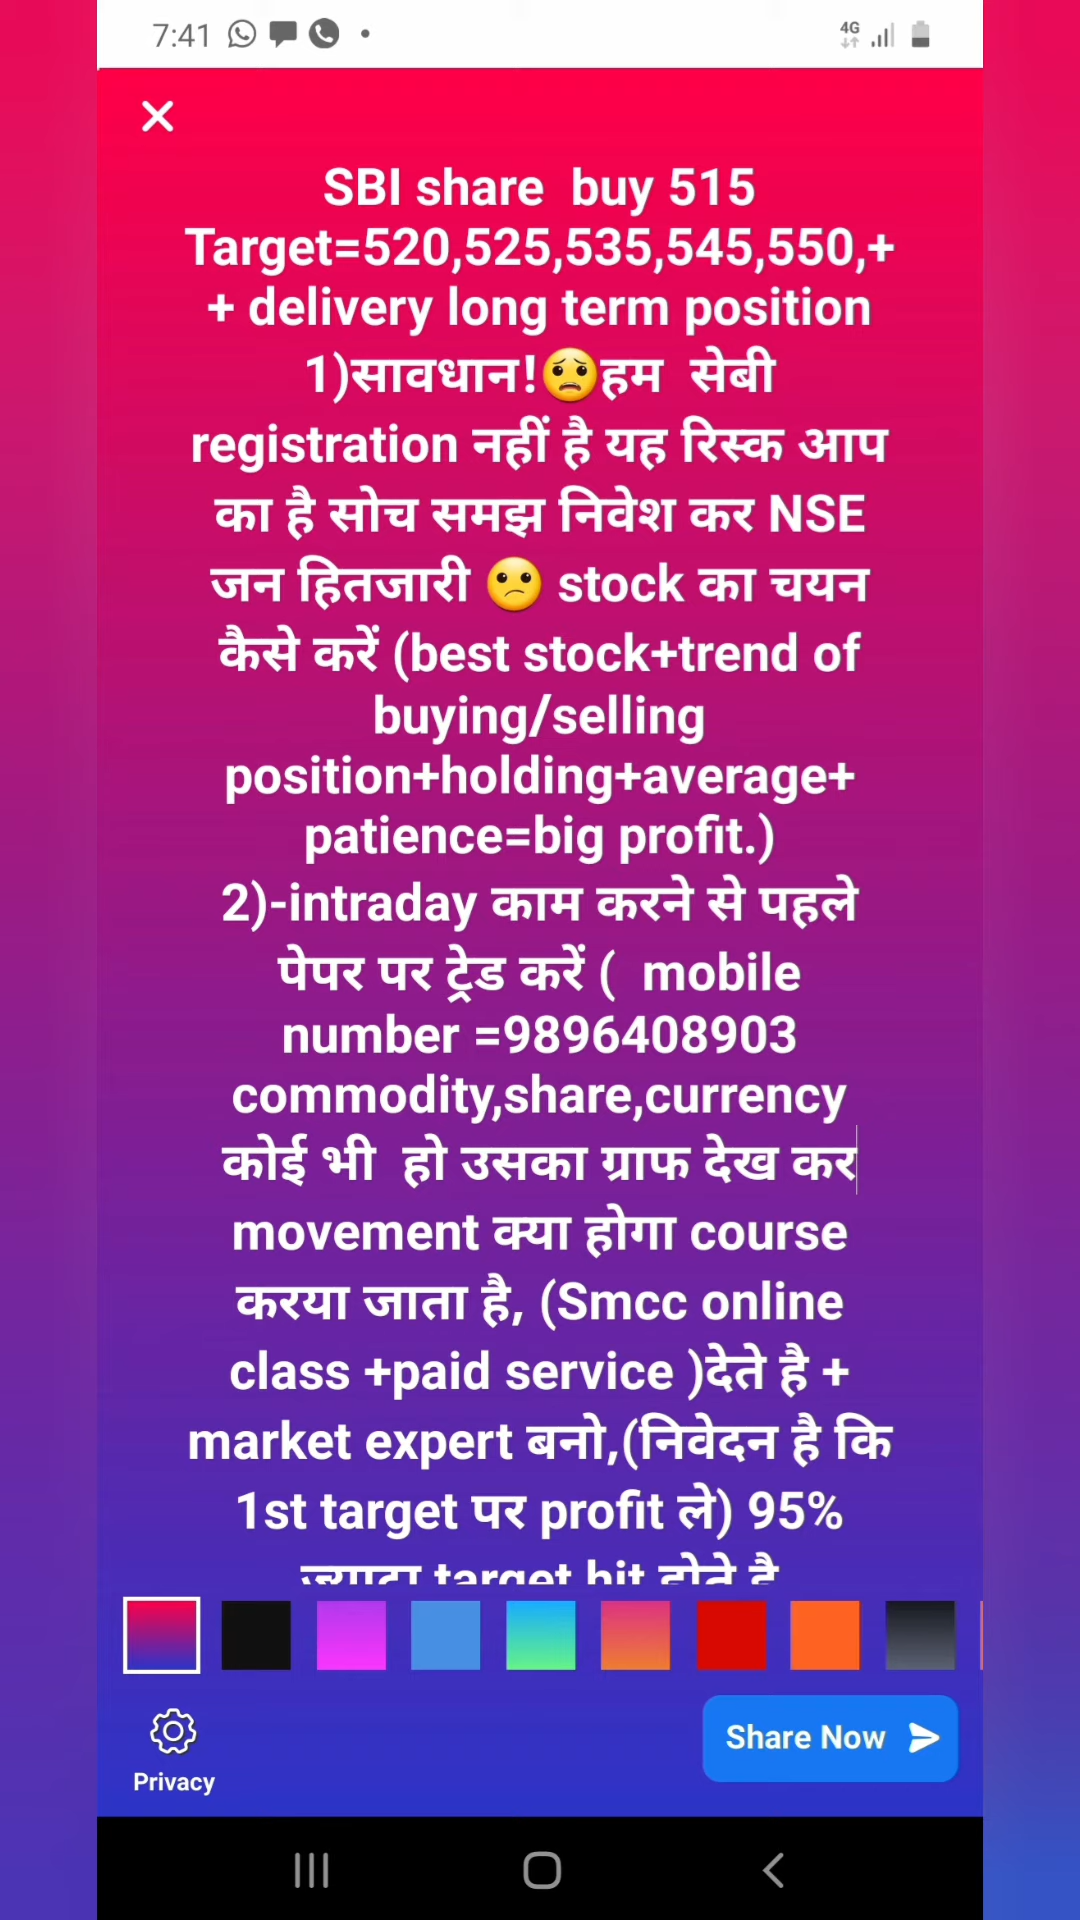 7:41
4G
SBI share buy 515
Target=520,525,535,545,550,+
+ delivery long term position
1)सावधान!😟हम सेबी
registration नहीं है यह रिस्क आप
का है सोच समझ निवेश कर NSE
जन हितजारी 😕 stock का चयन
कैसे करें (best stock+trend of
buying/selling
position+holding+average+
patience=big profit.)
2)-intraday काम करने से पहले
पेपर पर ट्रेड करें ( mobile
number =9896408903
commodity,share,currency
कोई भी हो उसका ग्राफ देख कर
movement क्या होगा course
करया जाता है, (Smcc online
class +paid service )देते है +
market expert बनो,(निवेदन है कि
1st target पर profit ले) 95%
ज्यादा target hit होते है
Share Now
Privacy